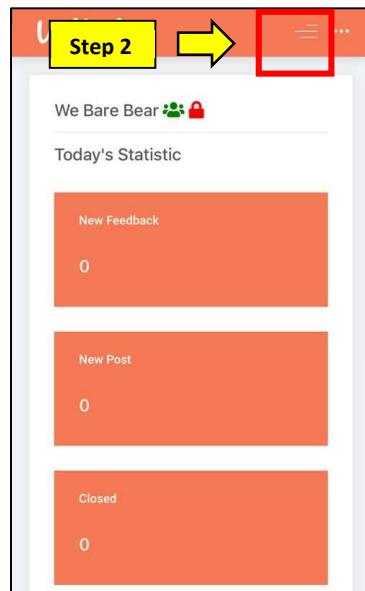 Step 2
We Bare Bear
Today's Statistic
New Feedback
0
New Post
0
Closed
0